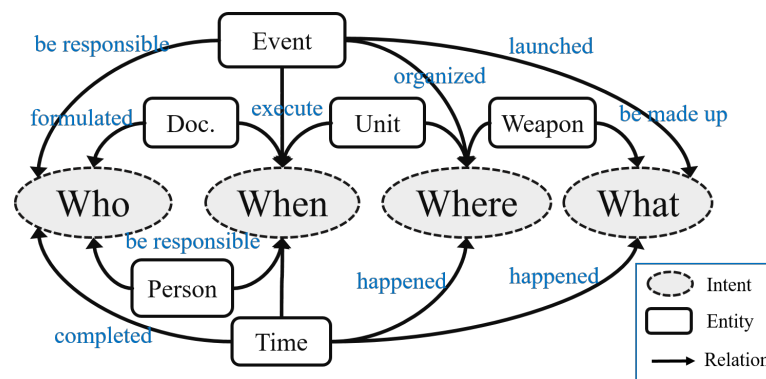 Event
be responsible
launched
organized
formulated
execute
be made up
Doc.
Unit
Weapon
Who
When
Where
What
be responsible
Person
happened
happened
completed
Time
Intent
Entity
Relation